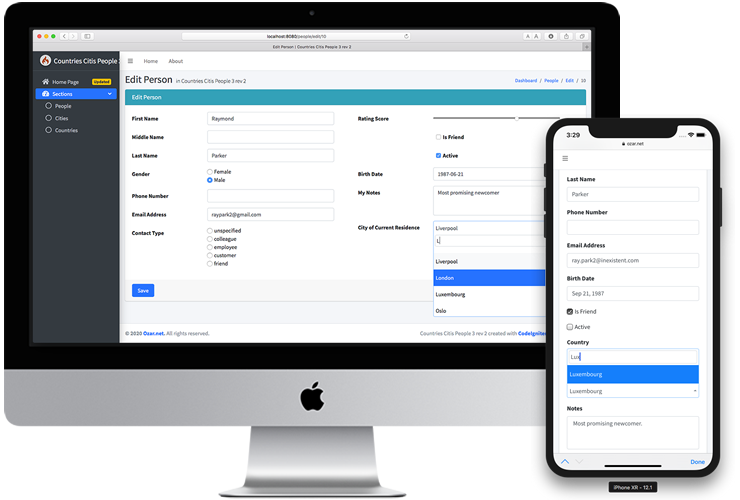 localhost:8080/people/edit/10
Edit Person | Countries Citis People 3 rev 2
Countries Citis People 3
Home
About
Home Page
Updated
Sections
People
Cities
Countries
Edit Person in Countries Citis People 3 rev 2
Dashboard / People / Edit / 10
Edit Person
First Name
Raymond
Middle Name
Last Name
Parker
Gender
Female
Male
Phone Number
Email Address
raypark2@gmail.com
Contact Type
unspecified
colleague
employee
customer
friend
Save
Rating Score
Is Friend
Active
Birth Date
1987-06-21
My Notes
Most promising newcomer
City of Current Residence
Liverpool
L
Liverpool
London
Luxembourg
Oslo
© 2020 Ozar.net. All rights reserved.
Countries Citis People 3 rev 2 created with CodeIgnite
3:29
ozar.net
Last Name
Parker
Phone Number
Email Address
ray.park2@inexistent.com
Birth Date
Sep 21, 1987
Is Friend
Active
Country
Lux
Luxembourg
Luxembourg
Notes
Most promising newcomer.
Done
iPhone XR - 12.1